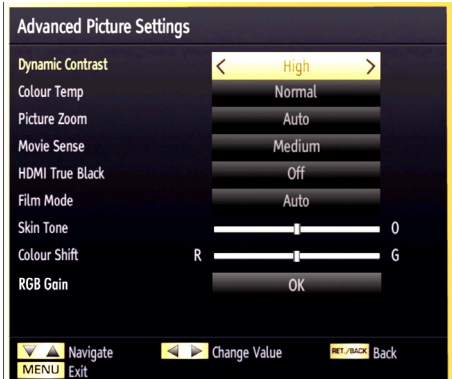 Advanced Picture Settings
Dynamic Contrast High
Colour Temp Normal
Picture Zoom Auto
Movie Sense Medium
HDMI True Black Off
Film Mode Auto
Skin Tone 0
Colour Shift R G
RGB Gain OK
Navigate Change Value RET./BACK Back
MENU Exit